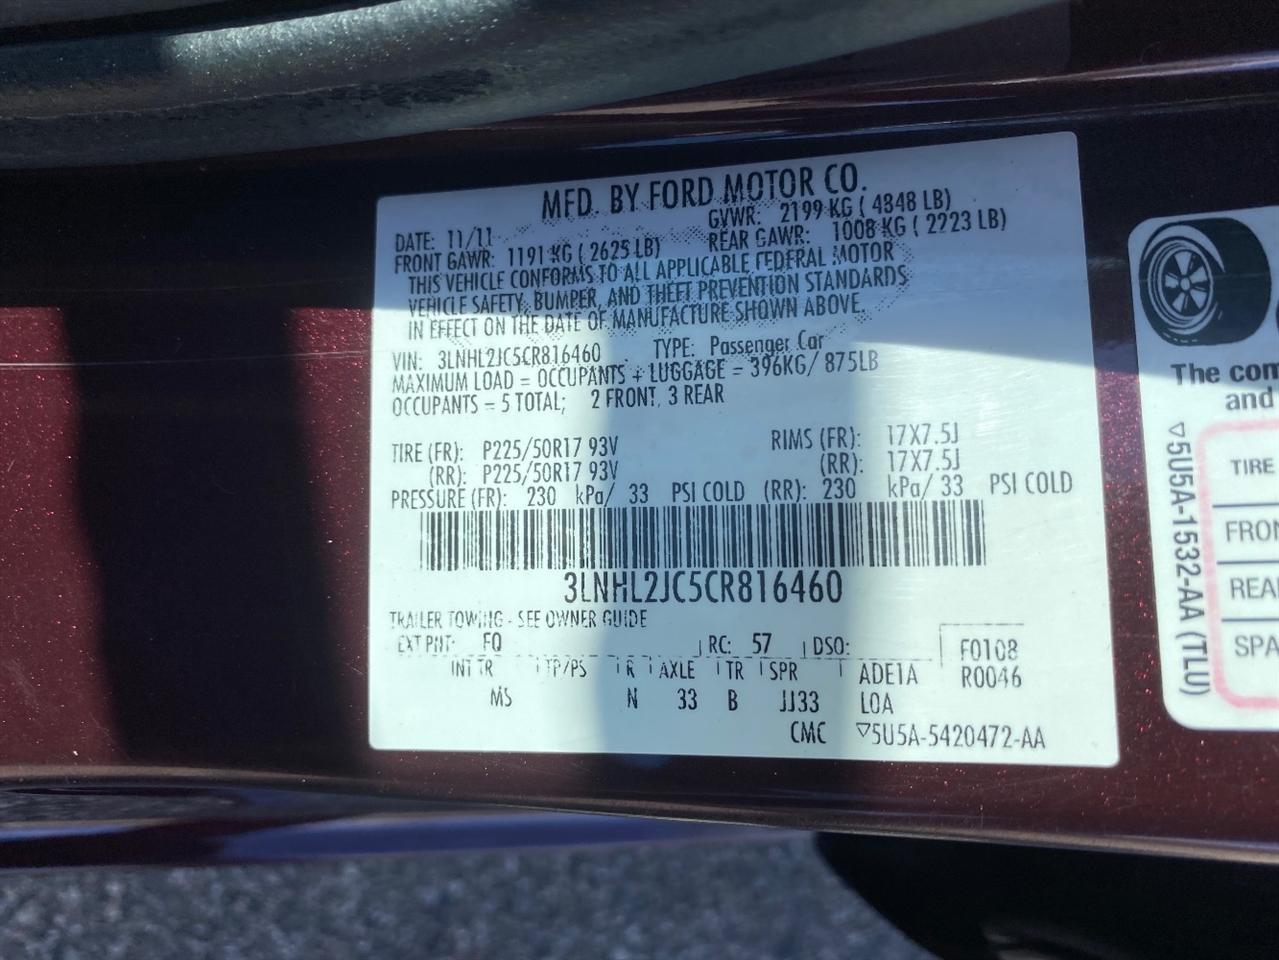 MFD. BY FORD MOTOR CO.
DATE: 11/11 GVWR: 2199 KG ( 4848 LB)
FRONT GAWR: 1191 KG ( 2625 LB) REAR GAWR: 1008 KG ( 2223 LB)
THIS VEHICLE CONFORMS TO ALL APPLICABLE FEDERAL MOTOR
VEHICLE SAFETY, BUMPER, AND THEFT PREVENTION STANDARDS
IN EFFECT ON THE DATE OF MANUFACTURE SHOWN ABOVE.
VIN: 3LNHL2JC5CR816460 TYPE: Passenger Car
MAXIMUM LOAD = OCCUPANTS + LUGGAGE = 396KG/ 875LB
OCCUPANTS = 5 TOTAL; 2 FRONT, 3 REAR
TIRE (FR): P225/50R17 93V RIMS (FR): 17X7.5J
(RR): P225/50R17 93V (RR): 17X7.5J
PRESSURE (FR): 230 kPa/ 33 PSI COLD (RR): 230 kPa/ 33 PSI COLD
3LNHL2JC5CR816460
TRAILER TOWING - SEE OWNER GUIDE
EXT PNT: FQ RC: 57 DSO: F0108
INT TR TP/PS R AXLE TR SPR ADE1A R0046
MS N 33 B JJ33 LOA
CMC ▽5U5A-5420472-AA
The com
and
TIRE
FRON
REAR
SPA
▽5U5A-1532-AA (TLU)